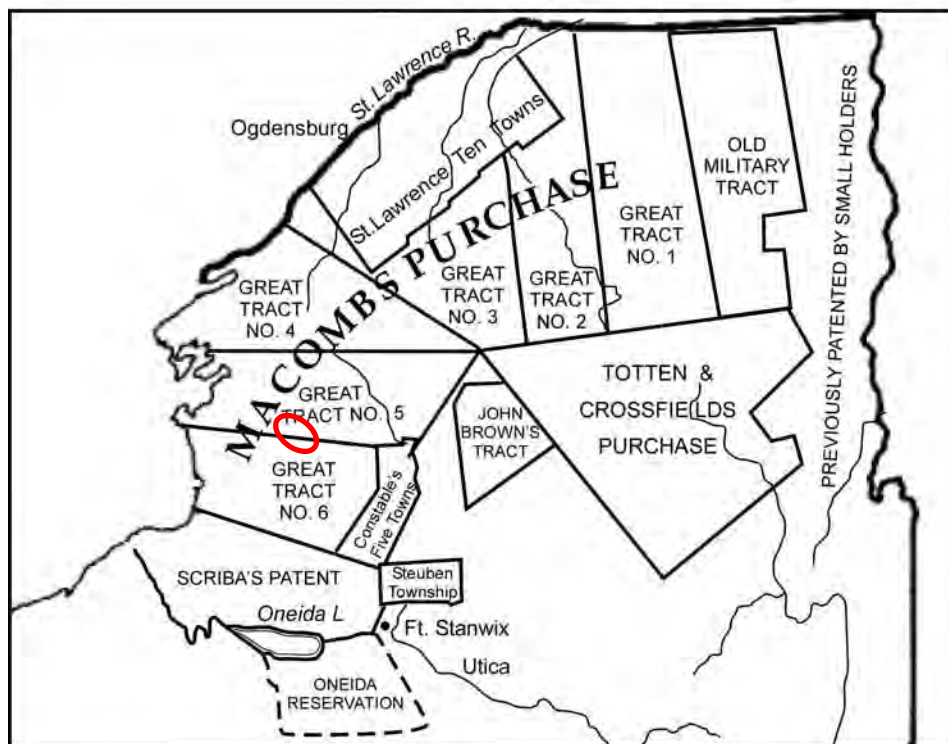 St. Lawrence R.
Ogdensburg
St. Lawrence Ten Towns
MACOMBS PURCHASE
OLD
MILITARY
TRACT
PREVIOUSLY PATENTED BY SMALL HOLDERS
GREAT
TRACT
NO. 1
GREAT
TRACT
NO. 2
GREAT
TRACT
NO. 3
GREAT
TRACT
NO. 4
GREAT
TRACT NO. 5
GREAT
TRACT
NO. 6
TOTTEN &
CROSSFIELDS
PURCHASE
JOHN
BROWN'S
TRACT
Constable's
Five Towns
SCRIBA'S PATENT
Steuben
Township
Oneida L
Ft. Stanwix
Utica
ONEIDA
RESERVATION